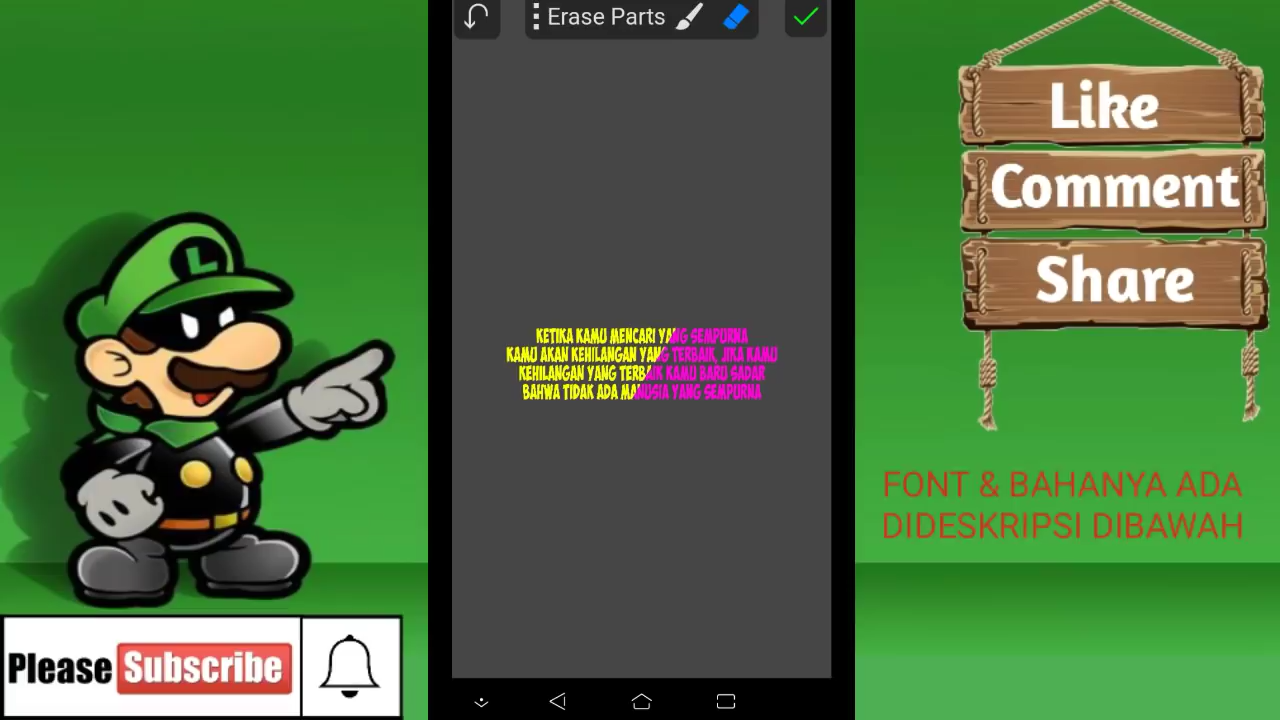 Erase Parts
KETIKA KAMU MENCARI YANG SEMPURNA
KAMU AKAN KEHILANGAN YANG TERBAIK, JIKA KAMU
KEHILANGAN YANG TERBAIK KAMU BARU SADAR
BAHWA TIDAK ADA MANUSIA YANG SEMPURNA
Like
Comment
Share
FONT & BAHANYA ADA
DIDESKRIPSI DIBAWAH
L
Please Subscribe